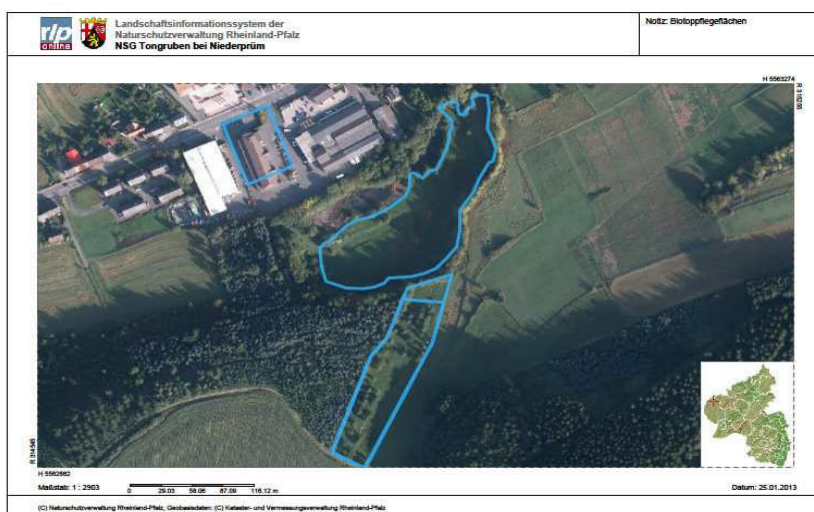 rlp
online
Landschaftsinformationssystem der
Naturschutzverwaltung Rheinland-Pfalz
NSG Tongruben bei Niederprüm
Notiz: Biotoppflegeflächen
H 5563274
R 315293
R 314545
H 5562882
Maßstab: 1 : 2903
0 29.03 58.06 87.09 116.12 m
Datum: 25.01.2013
(C) Naturschutzverwaltung Rheinland-Pfalz, Geobasisdaten: (C) Kataster- und Vermessungsverwaltung Rheinland-Pfalz